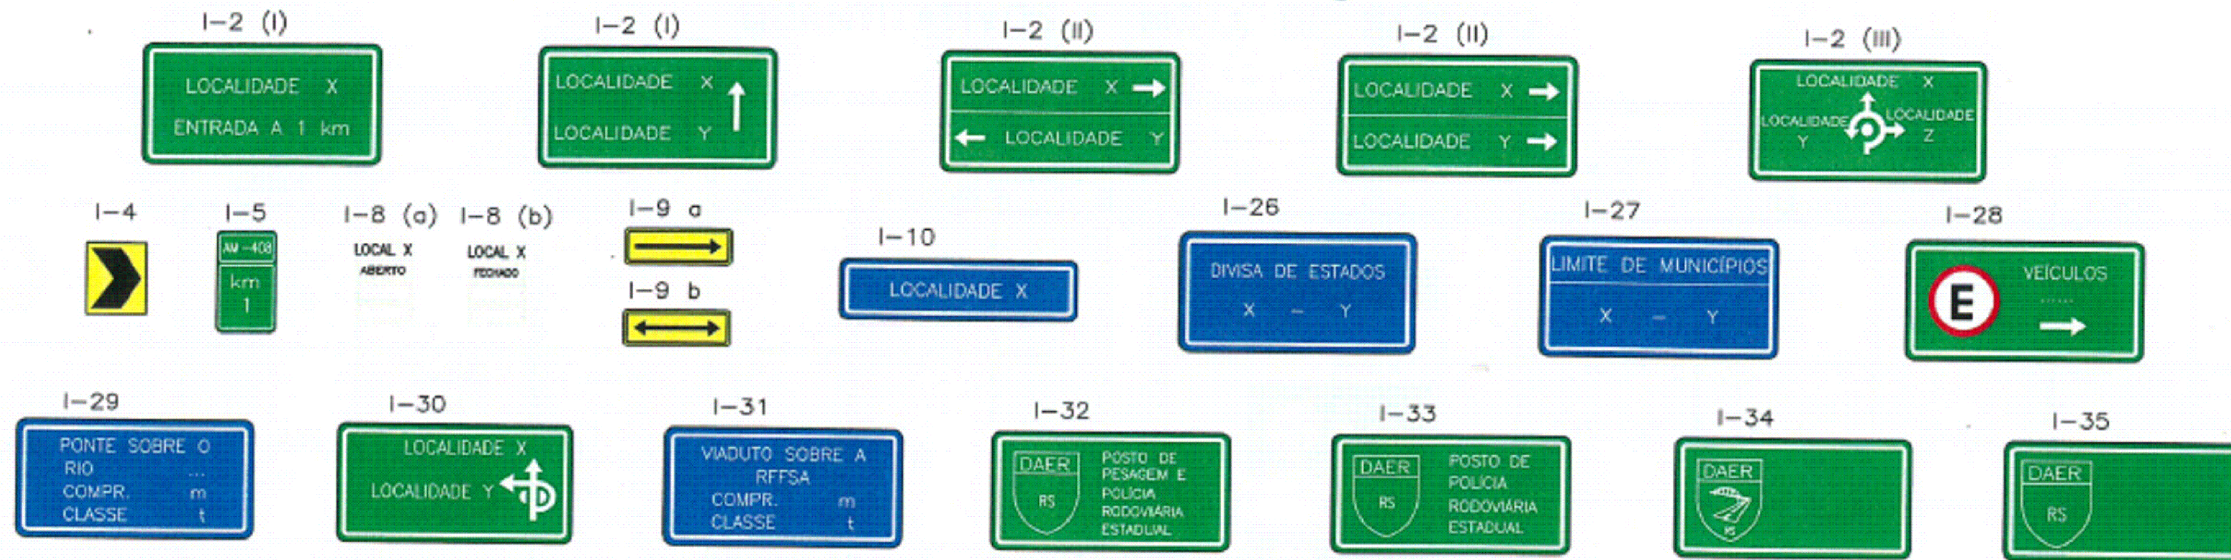 I-2 (I)
I-2 (I)
I-2 (II)
I-2 (II)
I-2 (III)
LOCALIDADE X
ENTRADA A 1 km
LOCALIDADE X
LOCALIDADE Y
LOCALIDADE X
LOCALIDADE Y
LOCALIDADE X
LOCALIDADE Y
LOCALIDADE X
LOCALIDADE
Y
LOCALIDADE
Z
I-4
I-5
I-8 (a)
I-8 (b)
I-9 a
I-9 b
I-10
I-26
I-27
I-28
AM-408
km
1
LOCAL X
ABERTO
LOCAL X
FECHADO
LOCALIDADE X
DIVISA DE ESTADOS
X - Y
LIMITE DE MUNICÍPIOS
X - Y
E
VEÍCULOS
......
I-29
I-30
I-31
I-32
I-33
I-34
I-35
PONTE SOBRE O
RIO ...
COMPR. m
CLASSE t
LOCALIDADE X
LOCALIDADE Y
VIADUTO SOBRE A
RFFSA
COMPR. m
CLASSE t
DAER
RS
POSTO DE
PESAGEM E
POLÍCIA
RODOVIÁRIA
ESTADUAL
DAER
RS
POSTO DE
POLÍCIA
RODOVIÁRIA
ESTADUAL
DAER
RS
DAER
RS